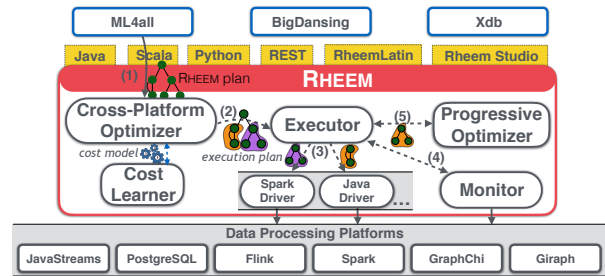 ML4all
BigDansing
Xdb
Java
Scala
Python
REST
RheemLatin
Rheem Studio
(1)
RHEEM plan
RHEEM
Cross-Platform
Optimizer
(2)
Executor
(5)
Progressive
Optimizer
cost model
execution plan
(3)
(4)
Cost
Learner
Spark
Driver
Java
Driver
...
Monitor
Data Processing Platforms
JavaStreams
PostgreSQL
Flink
Spark
GraphChi
Giraph